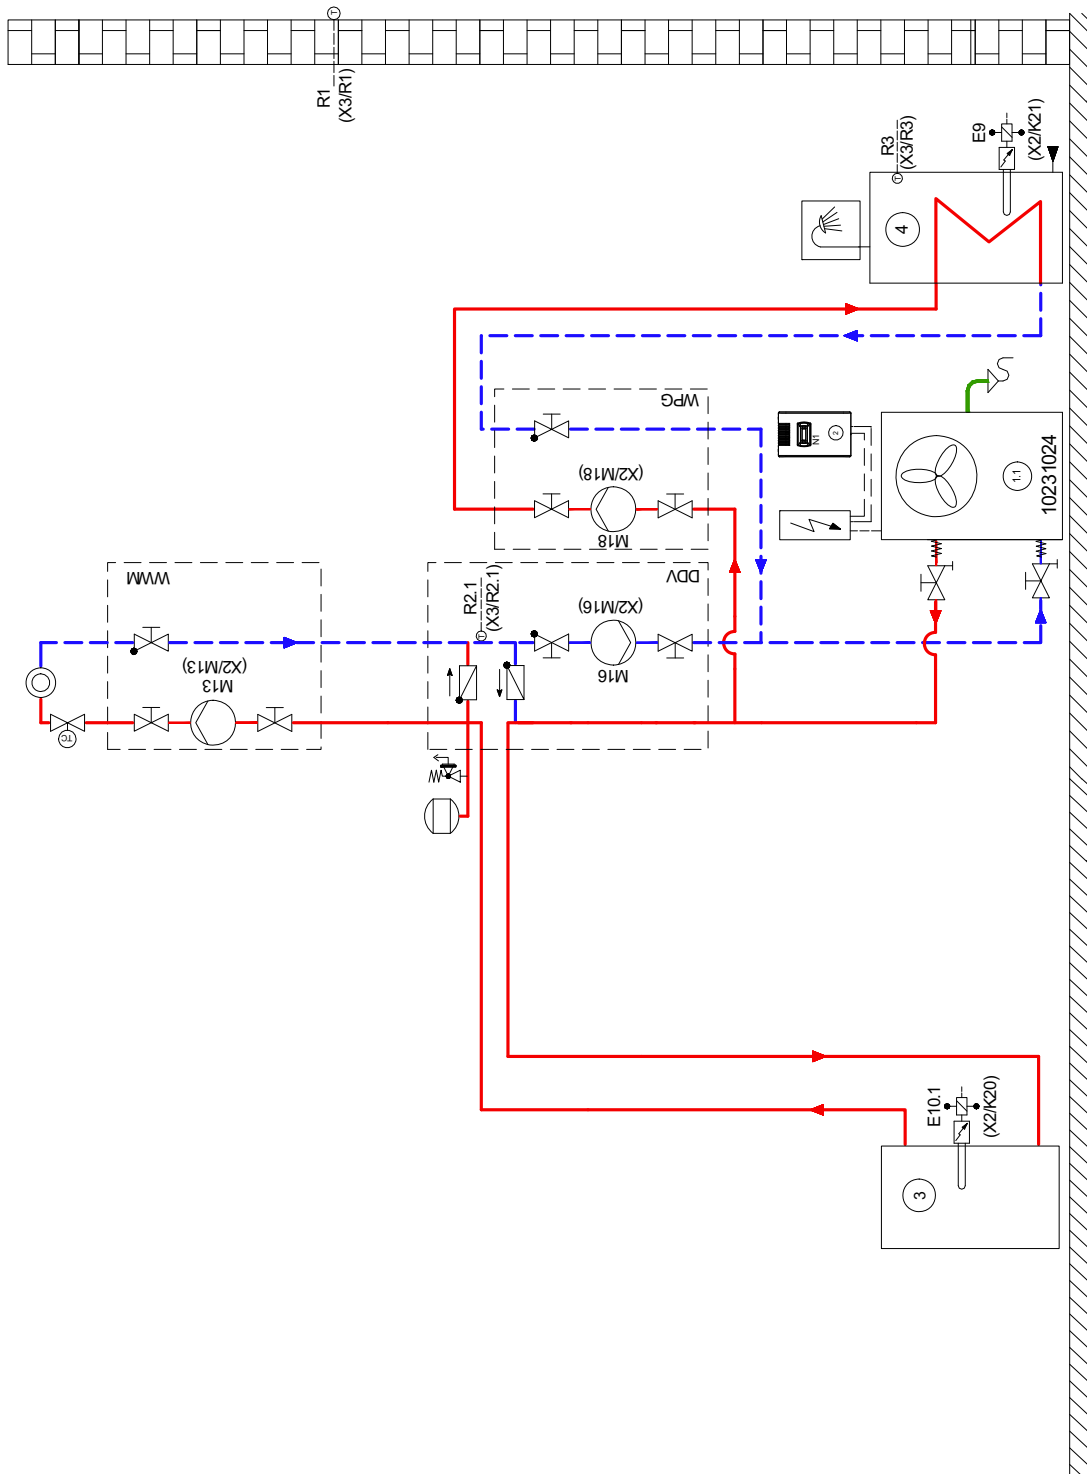 R1
(X3/R1)
T
R3
(X3/R3)
T
E9
(X2/K21)
4
WPG
M18
(X2/M18)
N1
2
1.1
10231024
WWM
M13
(X2/M13)
TC
R2.1
(X3/R2.1)
T
DDV
M16
(X2/M16)
E10.1
(X2/K20)
3